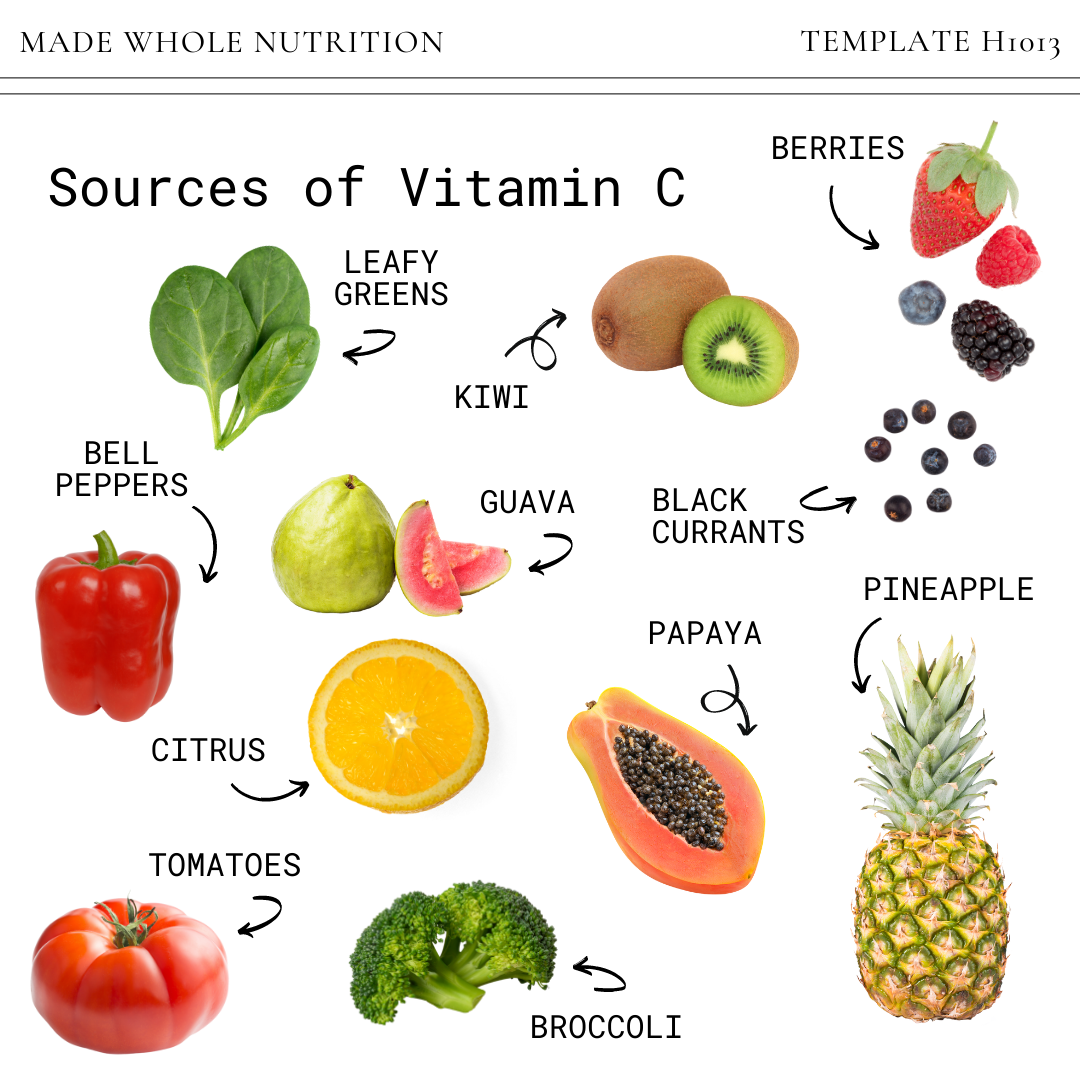 MADE WHOLE NUTRITION
TEMPLATE H1013
Sources of Vitamin C
BERRIES
LEAFY
GREENS
KIWI
BELL
PEPPERS
GUAVA
BLACK
CURRANTS
PINEAPPLE
PAPAYA
CITRUS
TOMATOES
BROCCOLI